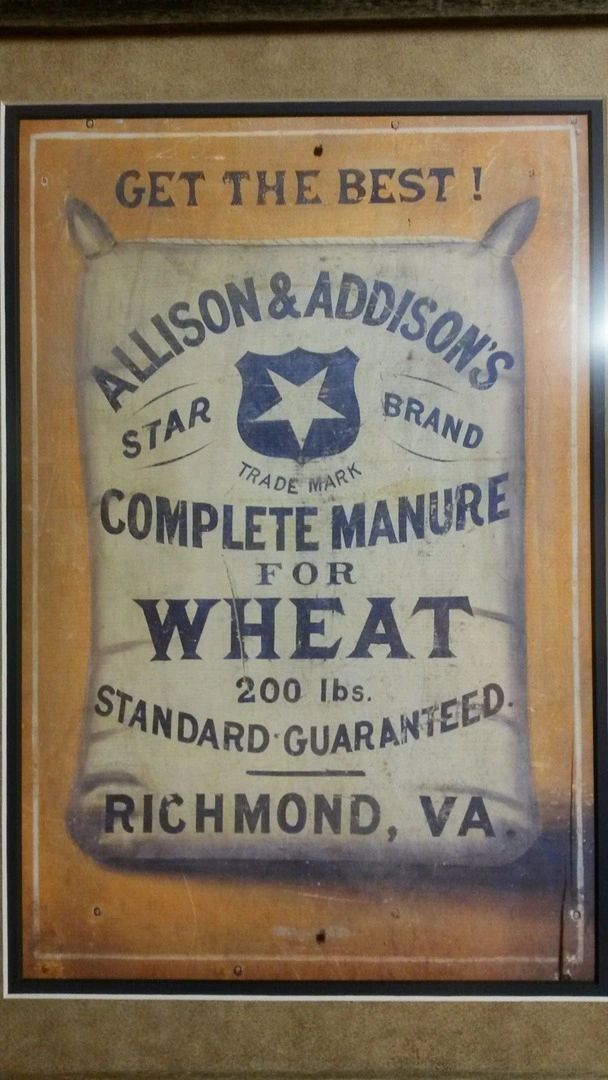 GET THE BEST!
ALLISON & ADDISON'S
STAR BRAND
TRADE MARK
COMPLETE MANURE
FOR
WHEAT
200 lbs.
STANDARD GUARANTEED.
RICHMOND, VA.